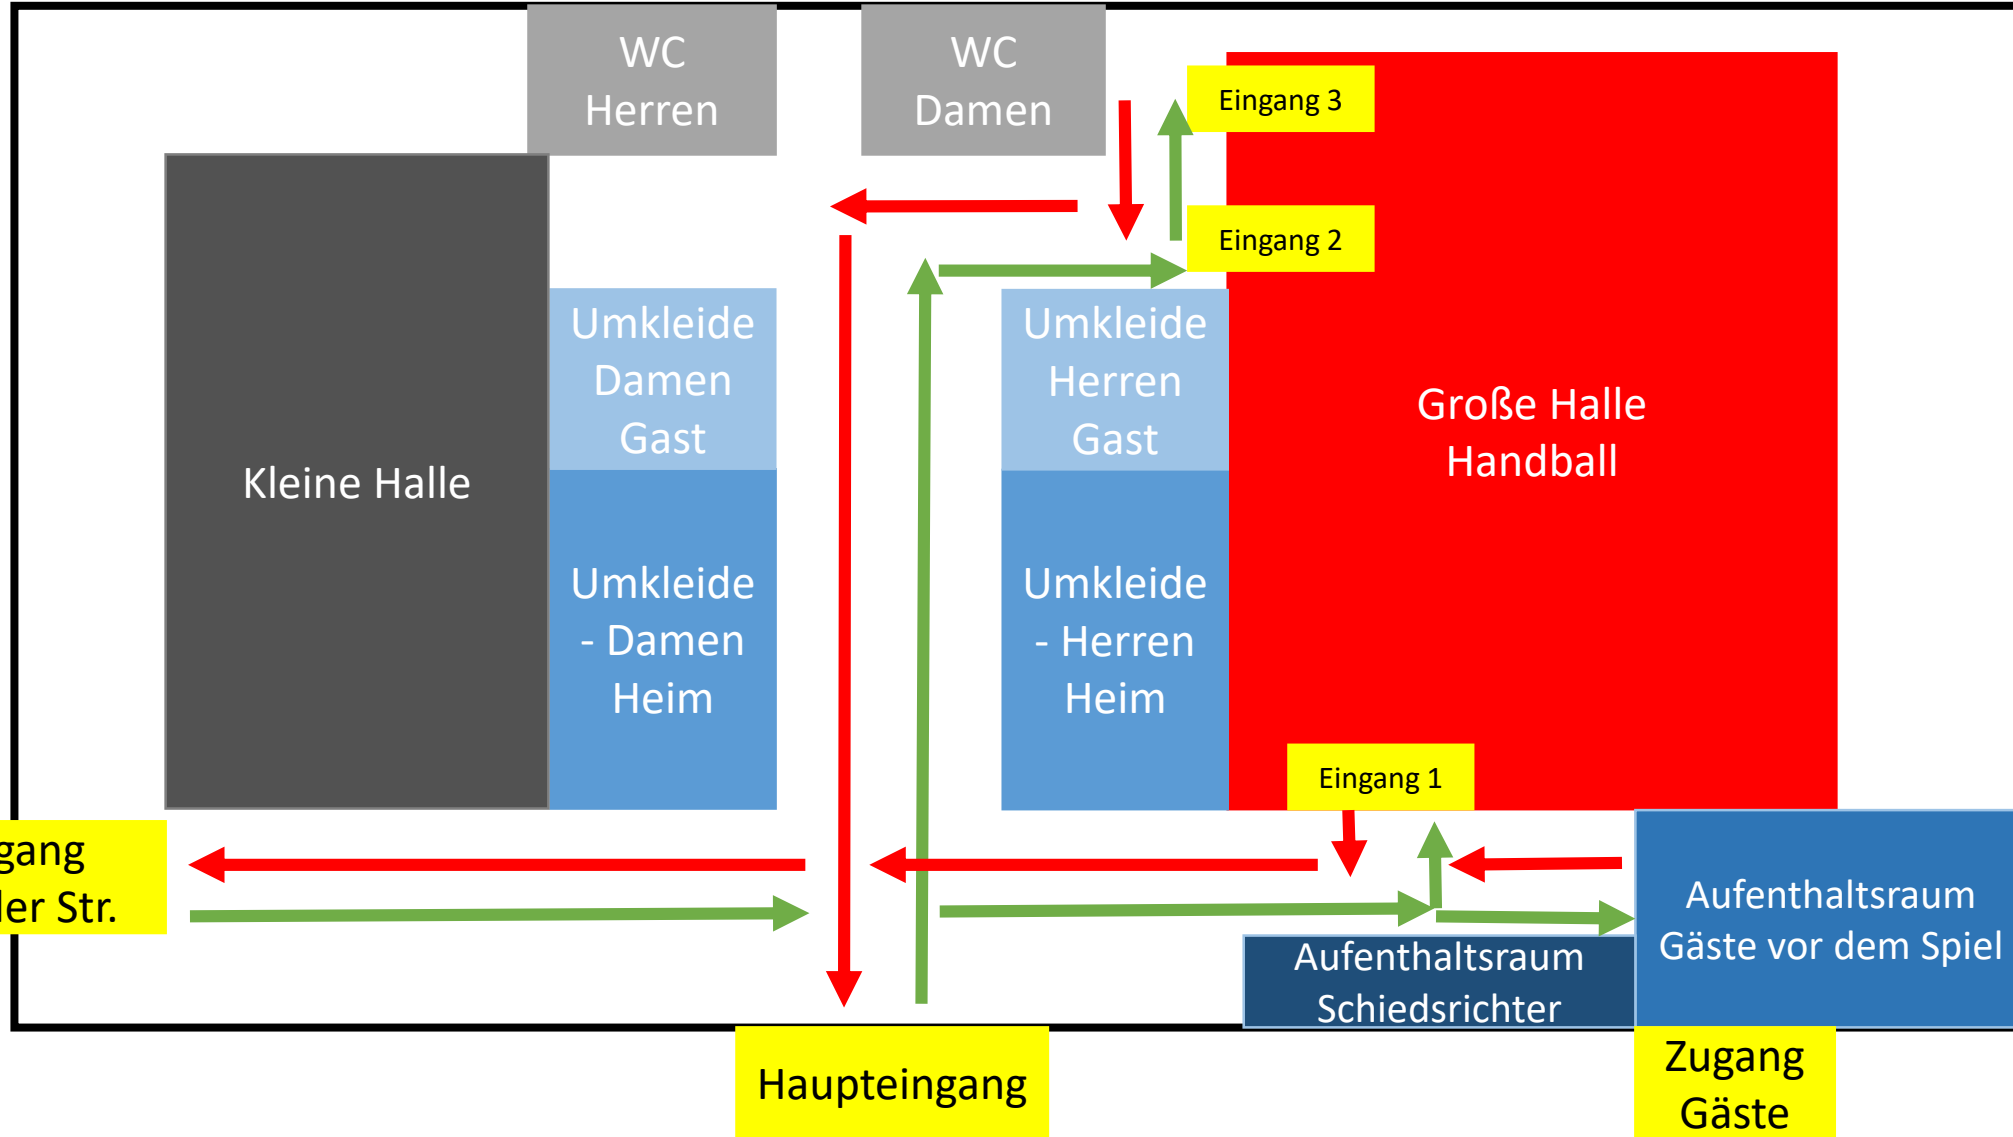 WC
Herren
WC
Damen
Eingang 3
Eingang 2
Umkleide
Damen
Gast
Umkleide
Herren
Gast
Große Halle
Handball
Kleine Halle
Umkleide
- Damen
Heim
Umkleide
- Herren
Heim
Eingang 1
gang
der Str.
Aufenthaltsraum
Gäste vor dem Spiel
Aufenthaltsraum
Schiedsrichter
Haupteingang
Zugang
Gäste